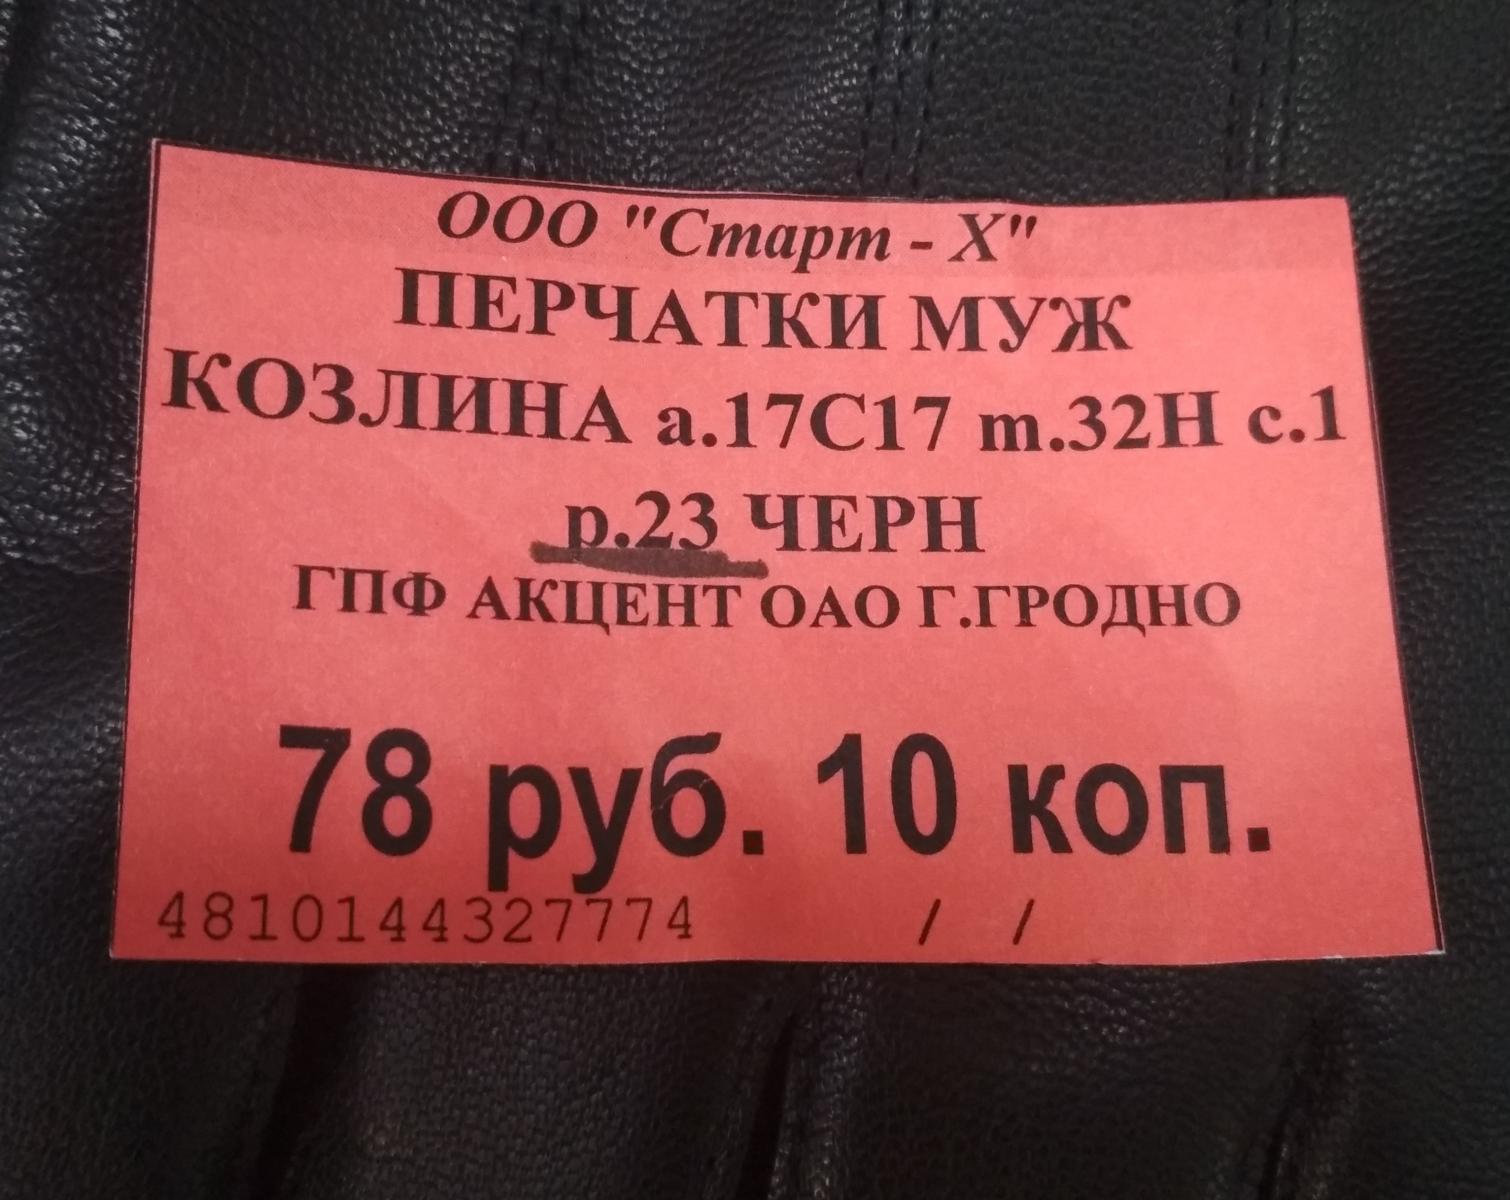 ООО "Старт - Х"
ПЕРЧАТКИ МУЖ
КОЗЛИНА а.17С17 т.32Н с.1
р.23 ЧЕРН
ГПФ АКЦЕНТ ОАО Г.ГРОДНО
78 руб. 10 коп.
4810144327774 / /